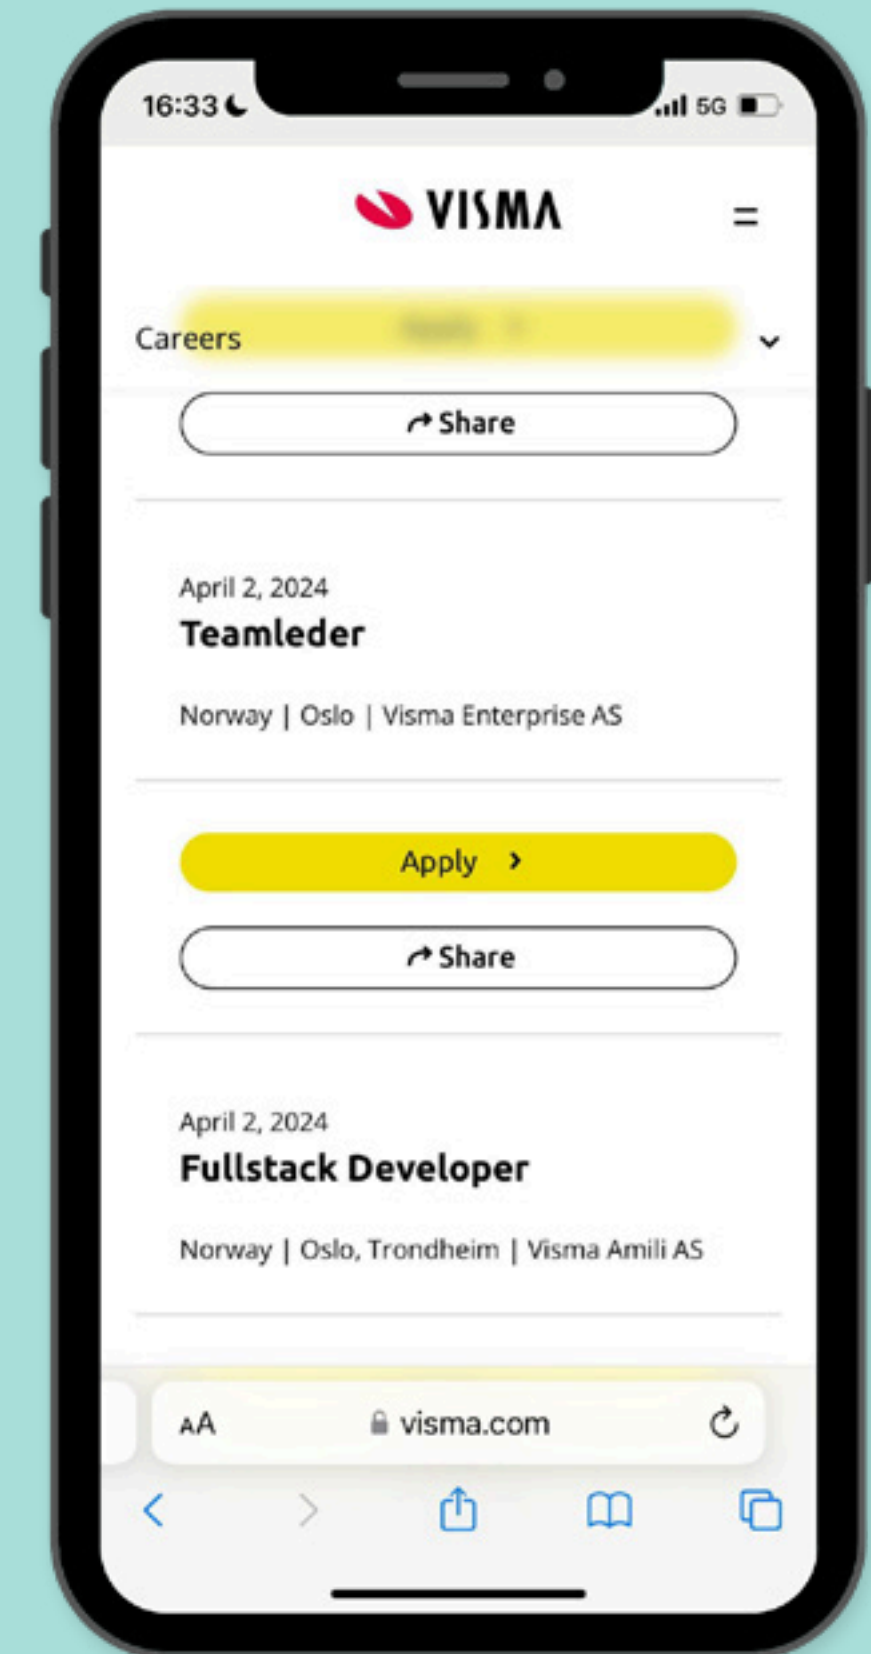 16:33
5G
VISMA
Careers
Share
April 2, 2024
Teamleder
Norway | Oslo | Visma Enterprise AS
Apply
Share
April 2, 2024
Fullstack Developer
Norway | Oslo, Trondheim | Visma Amili AS
AA
visma.com